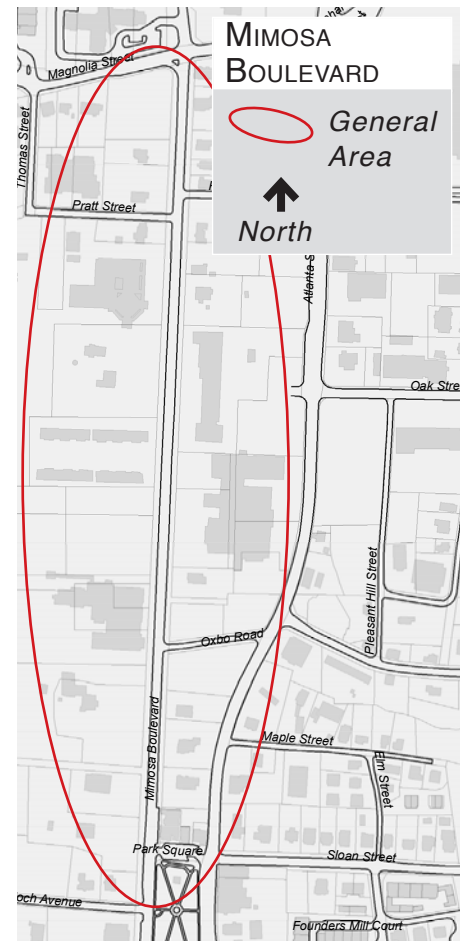 MIMOSA
BOULEVARD
General
Area
North
Magnolia Street
Thomas Street
Pratt Street
Atlanta S
Oak Stre
Pleasant Hill Street
Oxbo Road
Mimosa Boulevard
Maple Street
Elm Street
Park Square
Sloan Street
och Avenue
Founders Mill Court